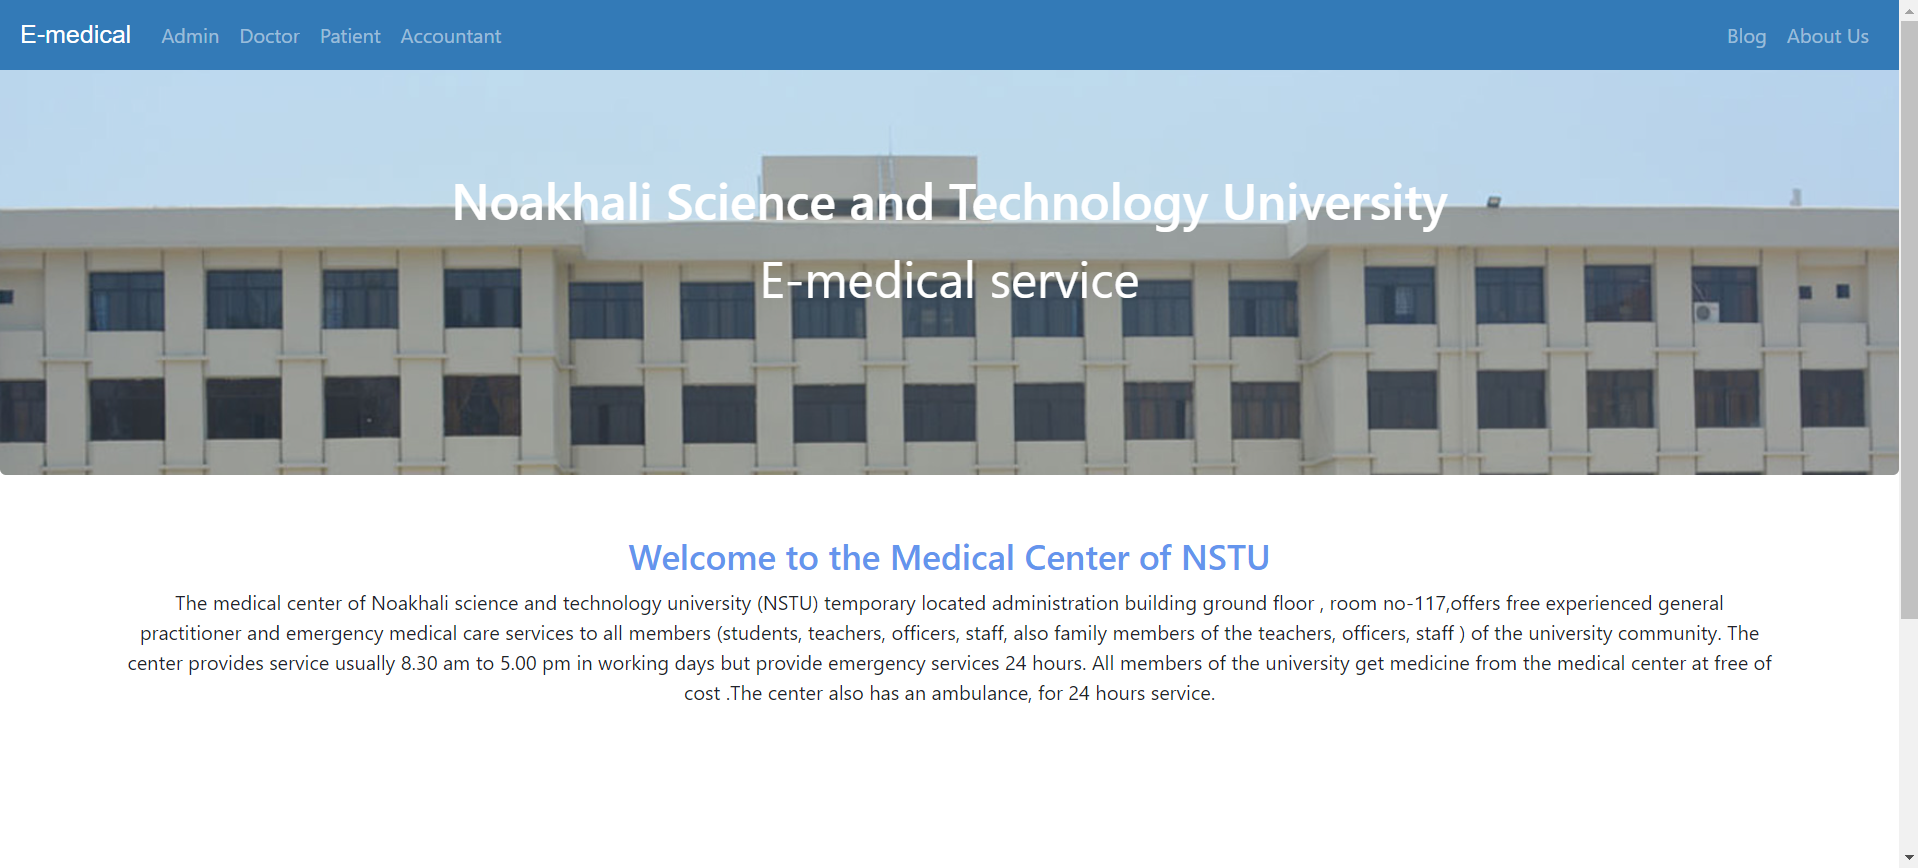 E-medical Admin Doctor Patient Accountant Blog About Us
Noakhali Science and Technology University
E-medical service
Welcome to the Medical Center of NSTU
The medical center of Noakhali science and technology university (NSTU) temporary located administration building ground floor , room no-117,offers free experienced general
practitioner and emergency medical care services to all members (students, teachers, officers, staff, also family members of the teachers, officers, staff ) of the university community. The
center provides service usually 8.30 am to 5.00 pm in working days but provide emergency services 24 hours. All members of the university get medicine from the medical center at free of
cost .The center also has an ambulance, for 24 hours service.